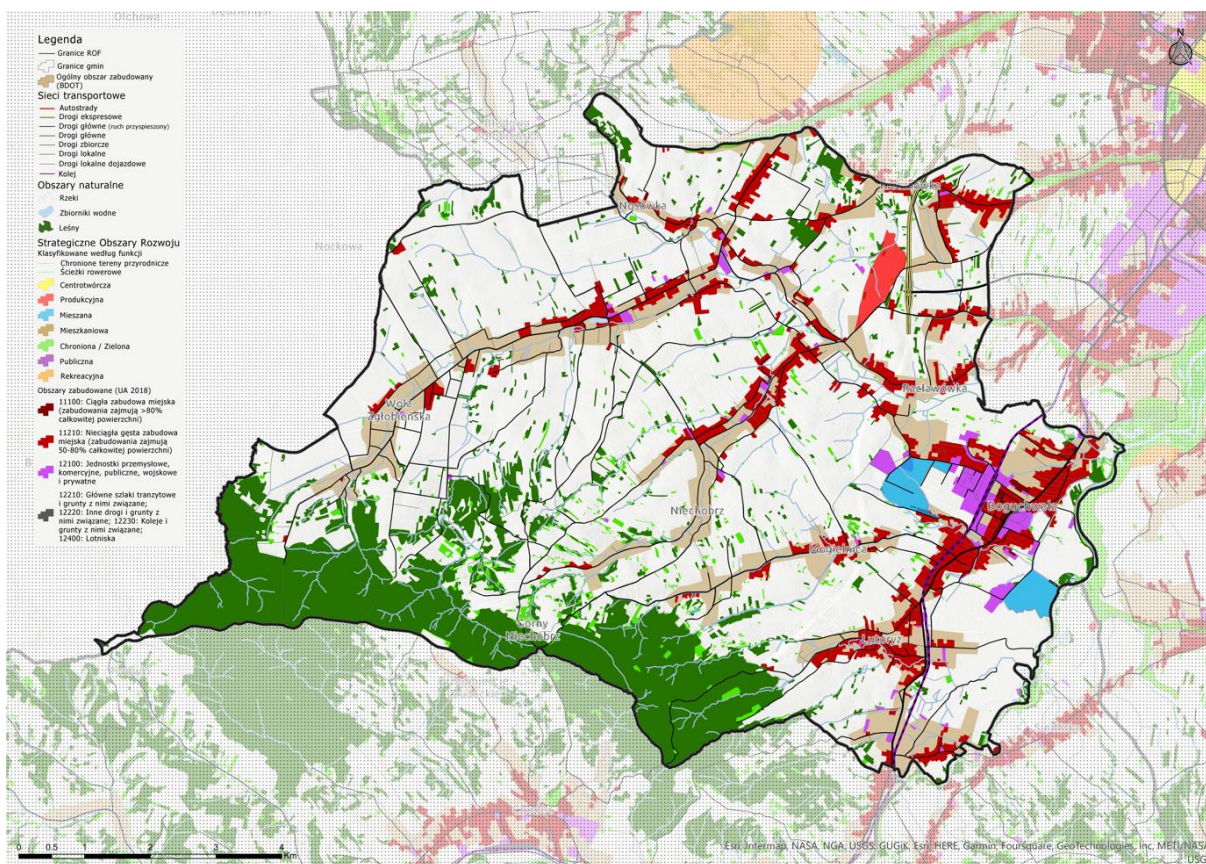 Olchowa
Legenda
Granice ROF
Granice gmin
Ogólny obszar zabudowany
(BDOT)
Sieci transportowe
Autostrady
Drogi ekspresowe
Drogi główne (ruch przyspieszony)
Drogi główne
Drogi zbiorcze
Drogi lokalne
Drogi lokalne dojazdowe
Kolej
Obszary naturalne
Rzeki
Zbiorniki wodne
Leśny
Strategiczne Obszary Rozwoju
Klasyfikowane według funkcji
Chronione tereny przyrodnicze
Ścieżki rowerowe
Centrotwórcza
Produkcyjna
Mieszana
Mieszkaniowa
Chroniona / Zielona
Publiczna
Rekreacyjna
Obszary zabudowane (UA 2018)
11100: Ciągła zabudowa miejska
(zabudowania zajmują >80%
całkowitej powierzchni)
11210: Nieciągła gęsta zabudowa
miejska (zabudowania zajmują
50-80% całkowitej powierzchni)
12100: Jednostki przemysłowe,
komercyjne, publiczne, wojskowe
i prywatne
12210: Główne szlaki tranzytowe
i grunty z nimi związane;
12220: Inne drogi i grunty z
nimi związane; 12230: Koleje i
grunty z nimi związane;
12400: Lotniska
N
Nosówka
Nockowa
Racławówka
Wola
Zgłobieńska
Boguchwała
Niechobrz
Mogielnica
Górny
Niechobrz
Lutoryż
0 0.5 1 2 3 4
Km
Esri, Intermap, NASA, NGA, USGS, GUGiK, Esri, HERE, Garmin, Foursquare, GeoTechnologies, Inc, METI/NASA
USG